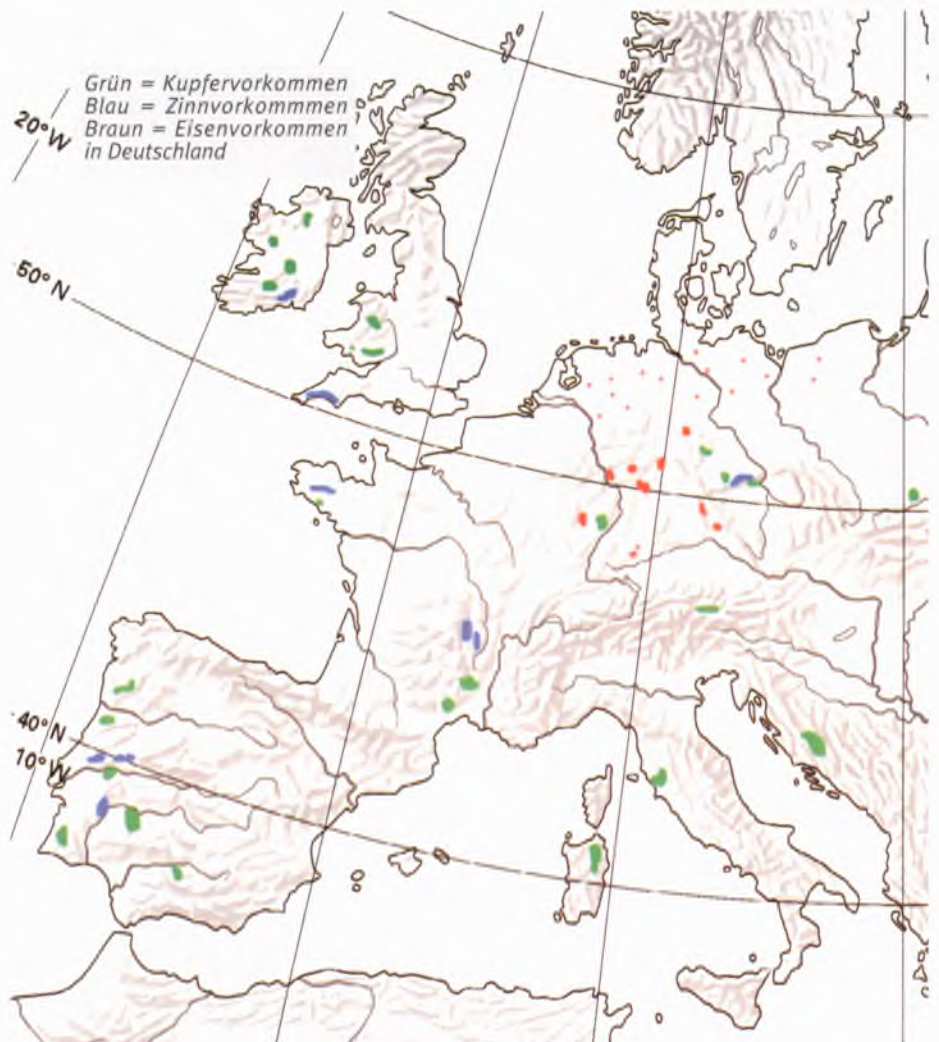 Grün = Kupfervorkommen
Blau = Zinnvorkommmen
Braun = Eisenvorkommen
in Deutschland
20°W
50°N
40°N
10°W